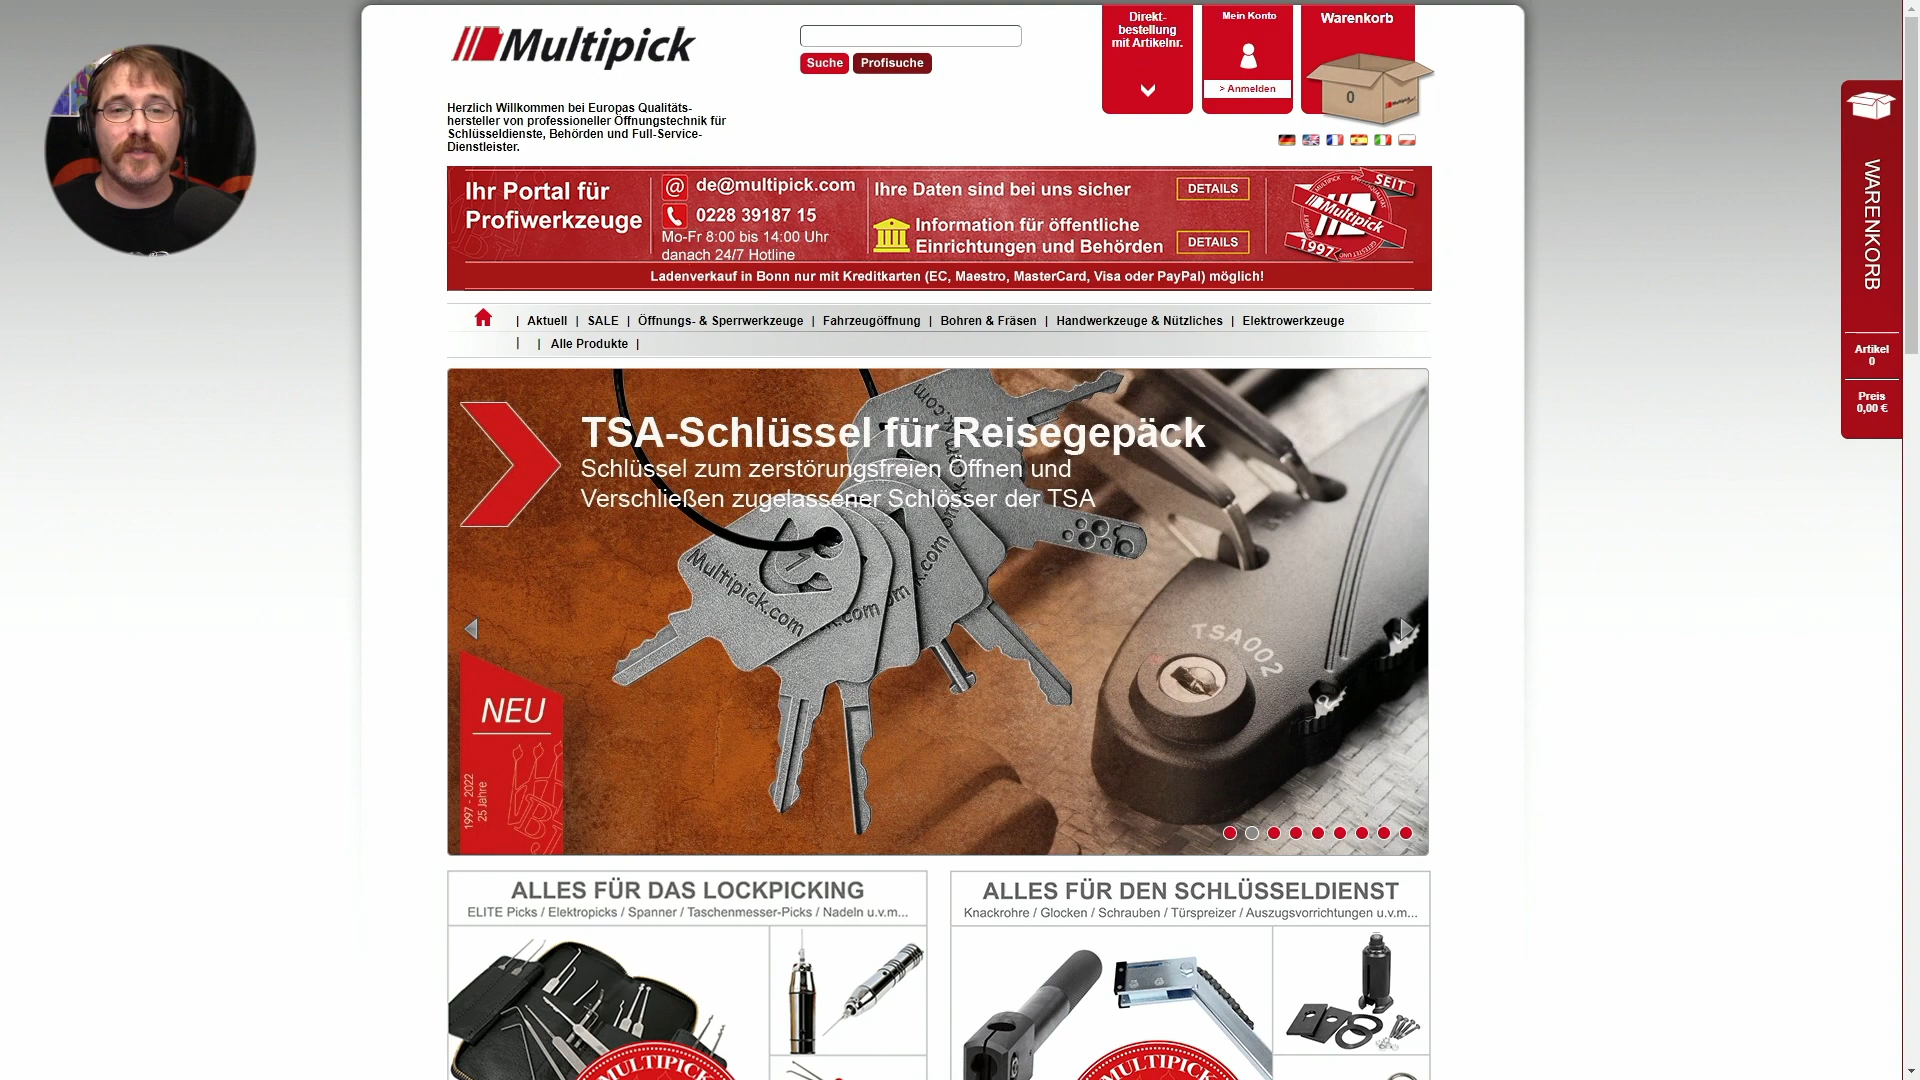 Multipick
Suche
Profisuche
Direkt-
bestellung
mit Artikelnr.
Mein Konto
> Anmelden
Warenkorb
0
Herzlich Willkommen bei Europas Qualitäts-
hersteller von professioneller Öffnungstechnik für
Schlüsseldienste, Behörden und Full-Service-
Dienstleister.
Ihr Portal für
Profiwerkzeuge
@ de@multipick.com
0228 39187 15
Mo-Fr 8:00 bis 14:00 Uhr
danach 24/7 Hotline
Ihre Daten sind bei uns sicher
DETAILS
Information für öffentliche
Einrichtungen und Behörden
DETAILS
SEIT
Multipick
1997
Ladenverkauf in Bonn nur mit Kreditkarten (EC, Maestro, MasterCard, Visa oder PayPal) möglich!
| Aktuell | SALE | Öffnungs- & Sperrwerkzeuge | Fahrzeugöffnung | Bohren & Fräsen | Handwerkzeuge & Nützliches | Elektrowerkzeuge
| | Alle Produkte |
WARENKORB
Artikel
0
Preis
0,00 €
TSA-Schlüssel für Reisegepäck
Schlüssel zum zerstörungsfreien Öffnen und
Verschließen zugelassener Schlösser der TSA
Multipick.com
TSA002
NEU
1997 - 2022
25 Jahre
ALLES FÜR DAS LOCKPICKING
ELITE Picks / Elektropicks / Spanner / Taschenmesser-Picks / Nadeln u.v.m...
MULTIPICK
ALLES FÜR DEN SCHLÜSSELDIENST
Knackrohre / Glocken / Schrauben / Türspreizer / Auszugsvorrichtungen u.v.m...
MULTIPICK